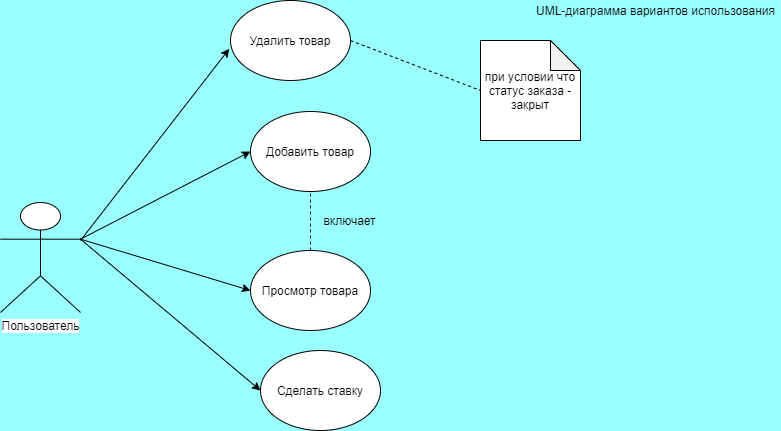 UML-диаграмма вариантов использования
Удалить товар
при условии что
статус заказа -
закрыт
Добавить товар
включает
Просмотр товара
Пользователь
Сделать ставку